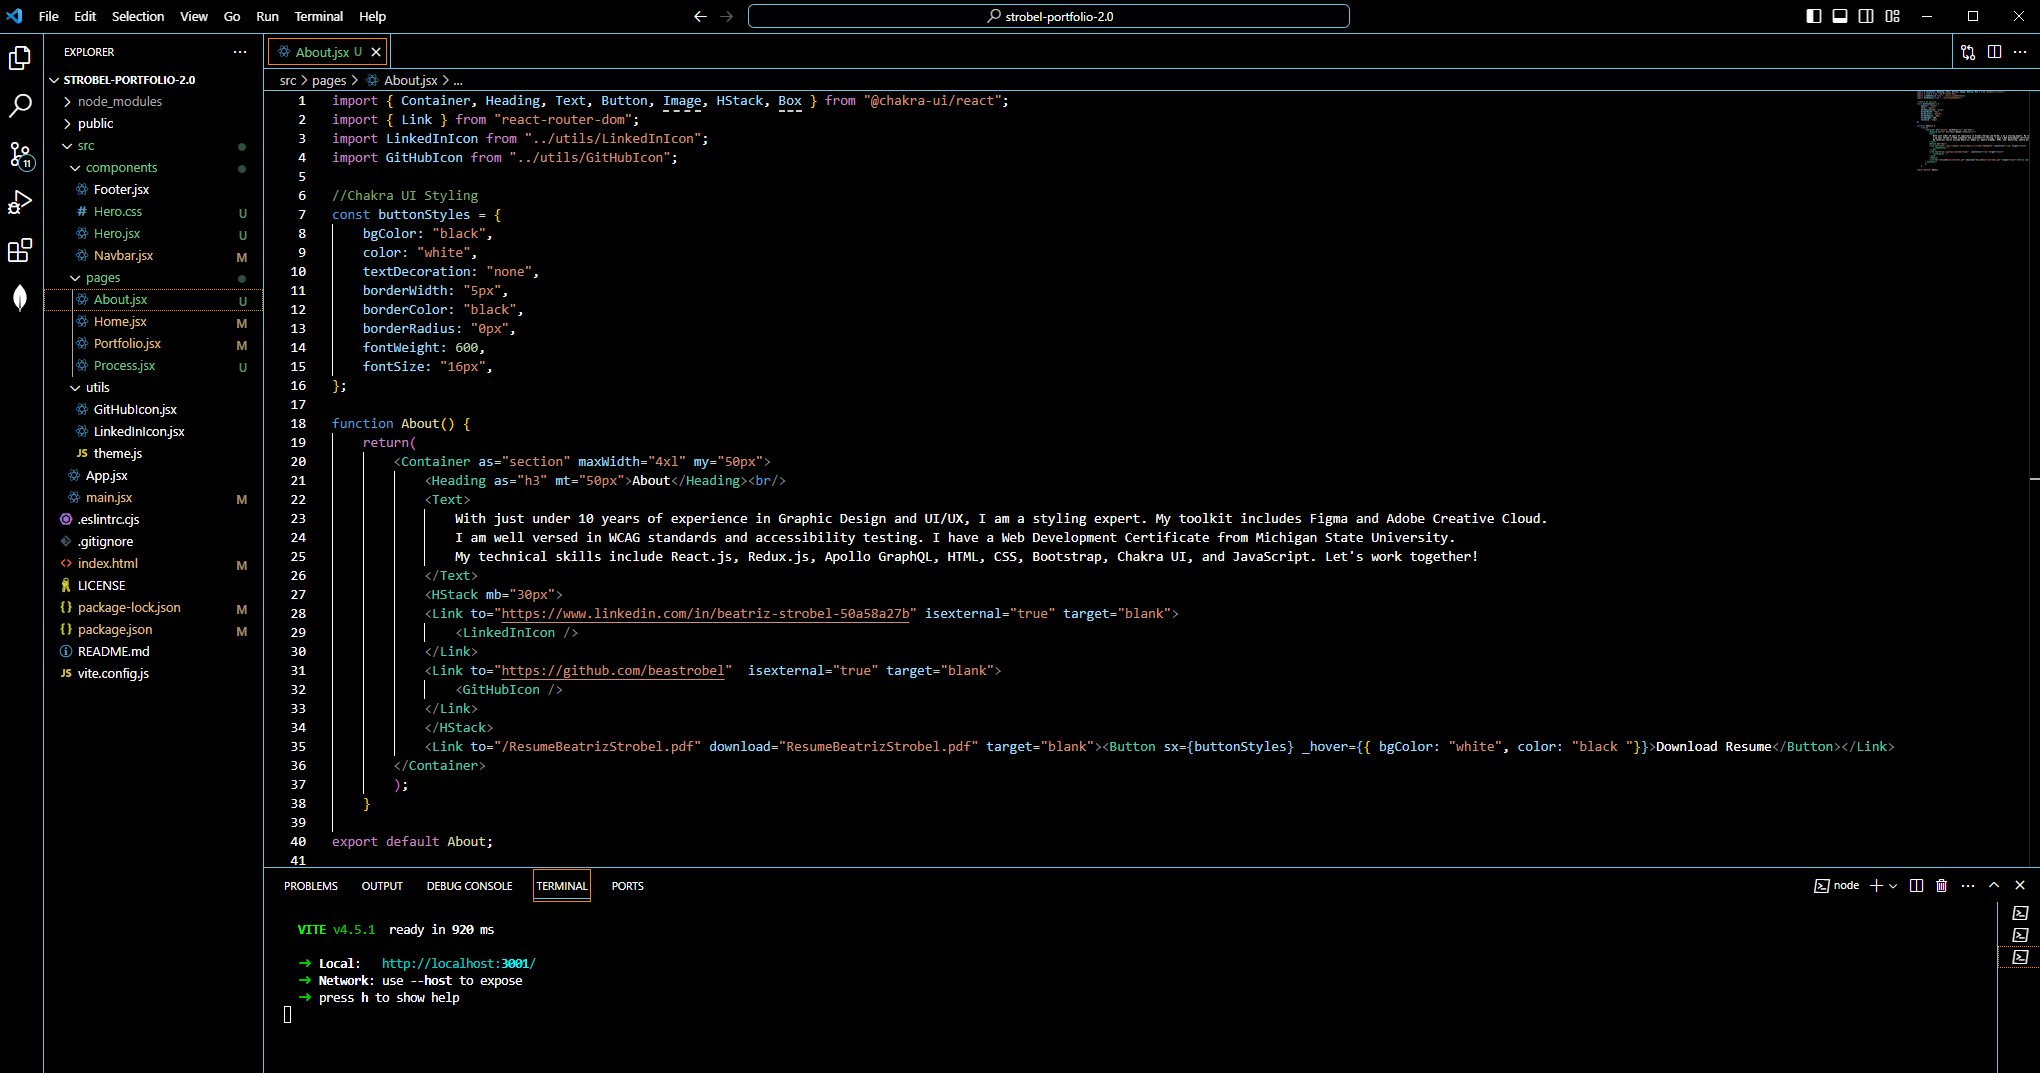 File Edit Selection View Go Run Terminal Help
strobel-portfolio-2.0
EXPLORER
STROBEL-PORTFOLIO-2.0
node_modules
public
src
components
Footer.jsx
# Hero.css U
Hero.jsx U
Navbar.jsx M
pages
About.jsx U
Home.jsx M
Portfolio.jsx M
Process.jsx U
utils
GitHubIcon.jsx
LinkedInIcon.jsx
JS theme.js
App.jsx
main.jsx M
.eslintrc.cjs
.gitignore
<> index.html M
LICENSE
{} package-lock.json M
{} package.json M
README.md
JS vite.config.js
11
About.jsx U
src > pages > About.jsx > ...
1 import { Container, Heading, Text, Button, Image, HStack, Box } from "@chakra-ui/react";
2 import { Link } from "react-router-dom";
3 import LinkedInIcon from "../utils/LinkedInIcon";
4 import GitHubIcon from "../utils/GitHubIcon";
5
6 //Chakra UI Styling
7 const buttonStyles = {
8 bgColor: "black",
9 color: "white",
10 textDecoration: "none",
11 borderWidth: "5px",
12 borderColor: "black",
13 borderRadius: "0px",
14 fontWeight: 600,
15 fontSize: "16px",
16 };
17
18 function About() {
19 return(
20 <Container as="section" maxWidth="4xl" my="50px">
21 <Heading as="h3" mt="50px">About</Heading><br/>
22 <Text>
23 With just under 10 years of experience in Graphic Design and UI/UX, I am a styling expert. My toolkit includes Figma and Adobe Creative Cloud.
24 I am well versed in WCAG standards and accessibility testing. I have a Web Development Certificate from Michigan State University.
25 My technical skills include React.js, Redux.js, Apollo GraphQL, HTML, CSS, Bootstrap, Chakra UI, and JavaScript. Let's work together!
26 </Text>
27 <HStack mb="30px">
28 <Link to="https://www.linkedin.com/in/beatriz-strobel-50a58a27b" isexternal="true" target="blank">
29 <LinkedInIcon />
30 </Link>
31 <Link to="https://github.com/beastrobel"  isexternal="true" target="blank">
32 <GitHubIcon />
33 </Link>
34 </HStack>
35 <Link to="/ResumeBeatrizStrobel.pdf" download="ResumeBeatrizStrobel.pdf" target="blank"><Button sx={buttonStyles} _hover={{ bgColor: "white", color: "black "}}>Download Resume</Button></Link>
36 </Container>
37 );
38 }
39
40 export default About;
41
PROBLEMS OUTPUT DEBUG CONSOLE TERMINAL PORTS
node
VITE v4.5.1 ready in 920 ms
➜ Local: http://localhost:3001/
➜ Network: use --host to expose
➜ press h to show help